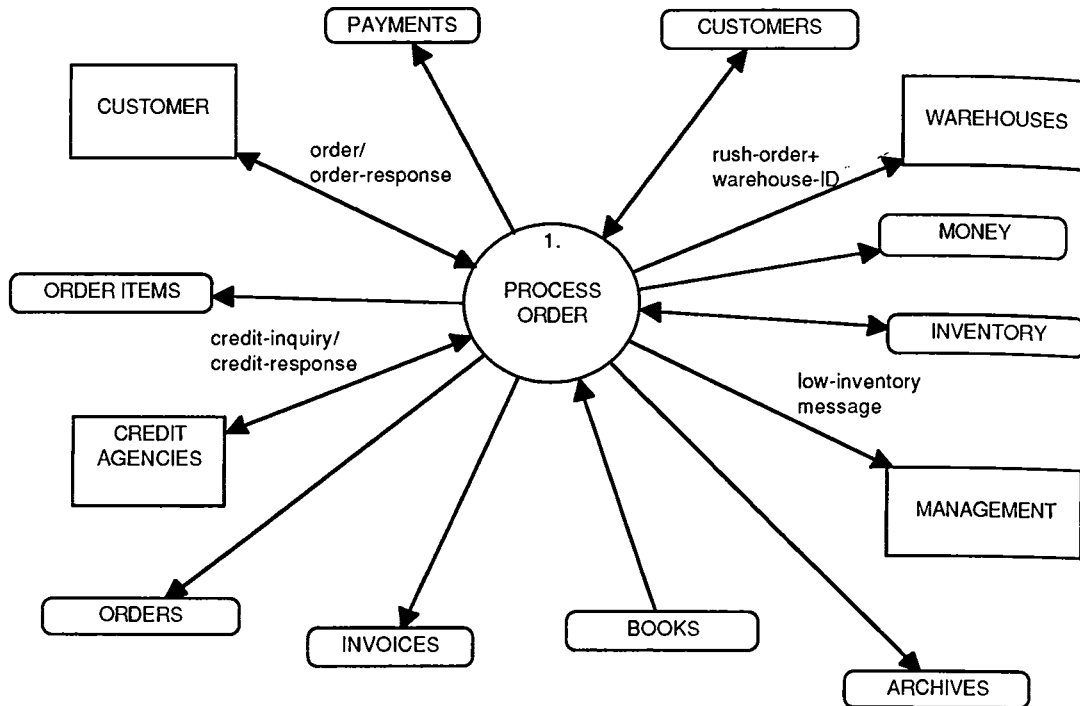 PAYMENTS
CUSTOMERS
CUSTOMER
WAREHOUSES
order/
order-response
rush-order+
warehouse-ID
1.
PROCESS
ORDER
MONEY
ORDER ITEMS
INVENTORY
credit-inquiry/
credit-response
low-inventory
message
CREDIT
AGENCIES
MANAGEMENT
ORDERS
INVOICES
BOOKS
ARCHIVES